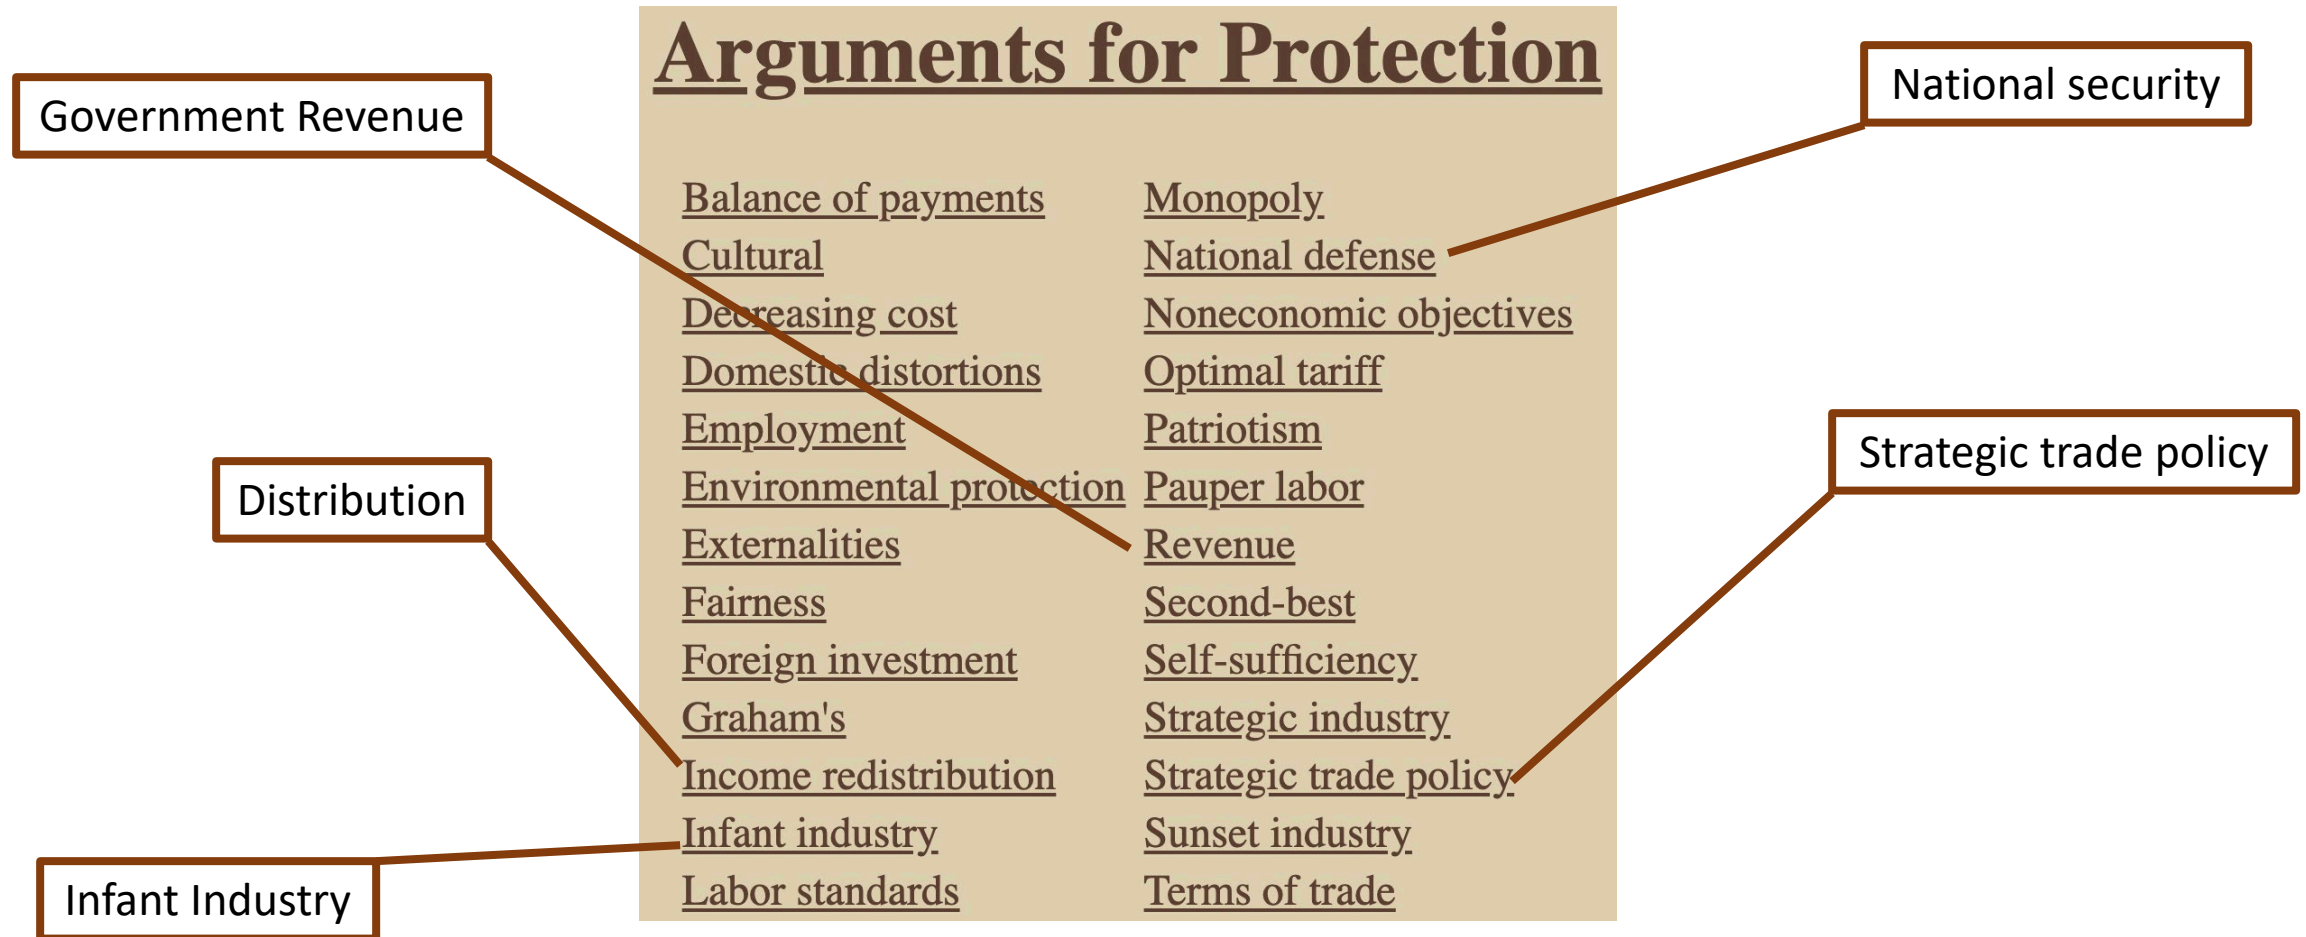 Arguments for Protection
Government Revenue
National security
Balance of payments
Cultural
Decreasing cost
Domestic distortions
Employment
Environmental protection
Externalities
Fairness
Foreign investment
Graham's
Income redistribution
Infant industry
Labor standards
Monopoly
National defense
Noneconomic objectives
Optimal tariff
Patriotism
Pauper labor
Revenue
Second-best
Self-sufficiency
Strategic industry
Strategic trade policy
Sunset industry
Terms of trade
Distribution
Strategic trade policy
Infant Industry